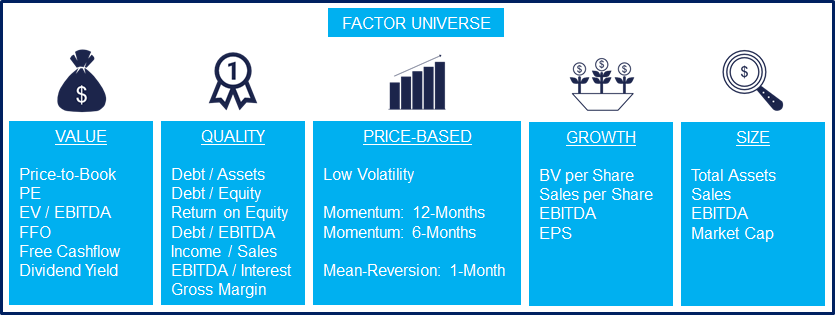 FACTOR UNIVERSE
$
1
$ $ $
$
VALUE
Price-to-Book
PE
EV / EBITDA
FFO
Free Cashflow
Dividend Yield
QUALITY
Debt / Assets
Debt / Equity
Return on Equity
Debt / EBITDA
Income / Sales
EBITDA / Interest
Gross Margin
PRICE-BASED
Low Volatility
Momentum: 12-Months
Momentum: 6-Months
Mean-Reversion: 1-Month
GROWTH
BV per Share
Sales per Share
EBITDA
EPS
SIZE
Total Assets
Sales
EBITDA
Market Cap